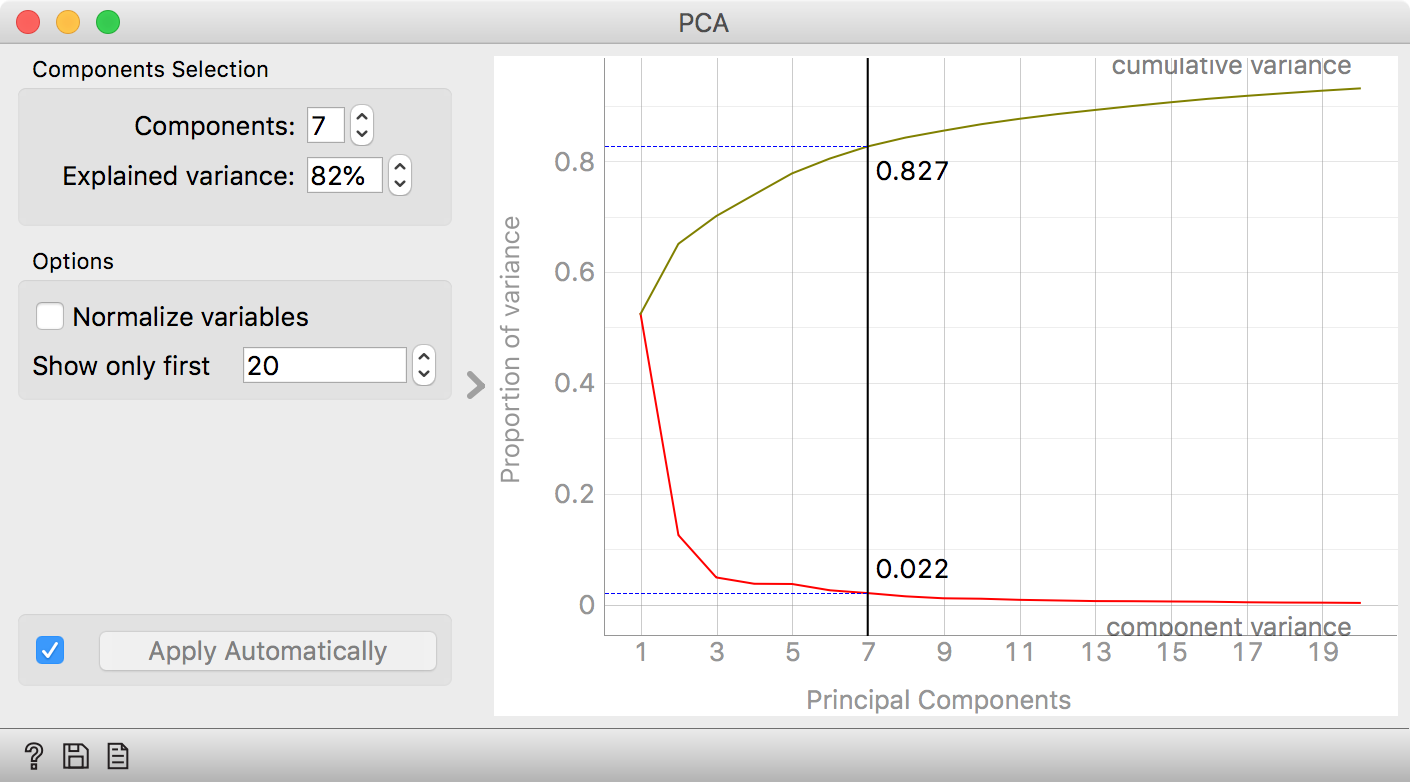 PCA
Components Selection
Components: 7
Explained variance: 82%
Options
Normalize variables
Show only first 20
Apply Automatically
cumulative variance
0.8
0.827
0.6
0.4
0.2
0.022
0
component variance
1 3 5 7 9 11 13 15 17 19
Proportion of variance
Principal Components
?